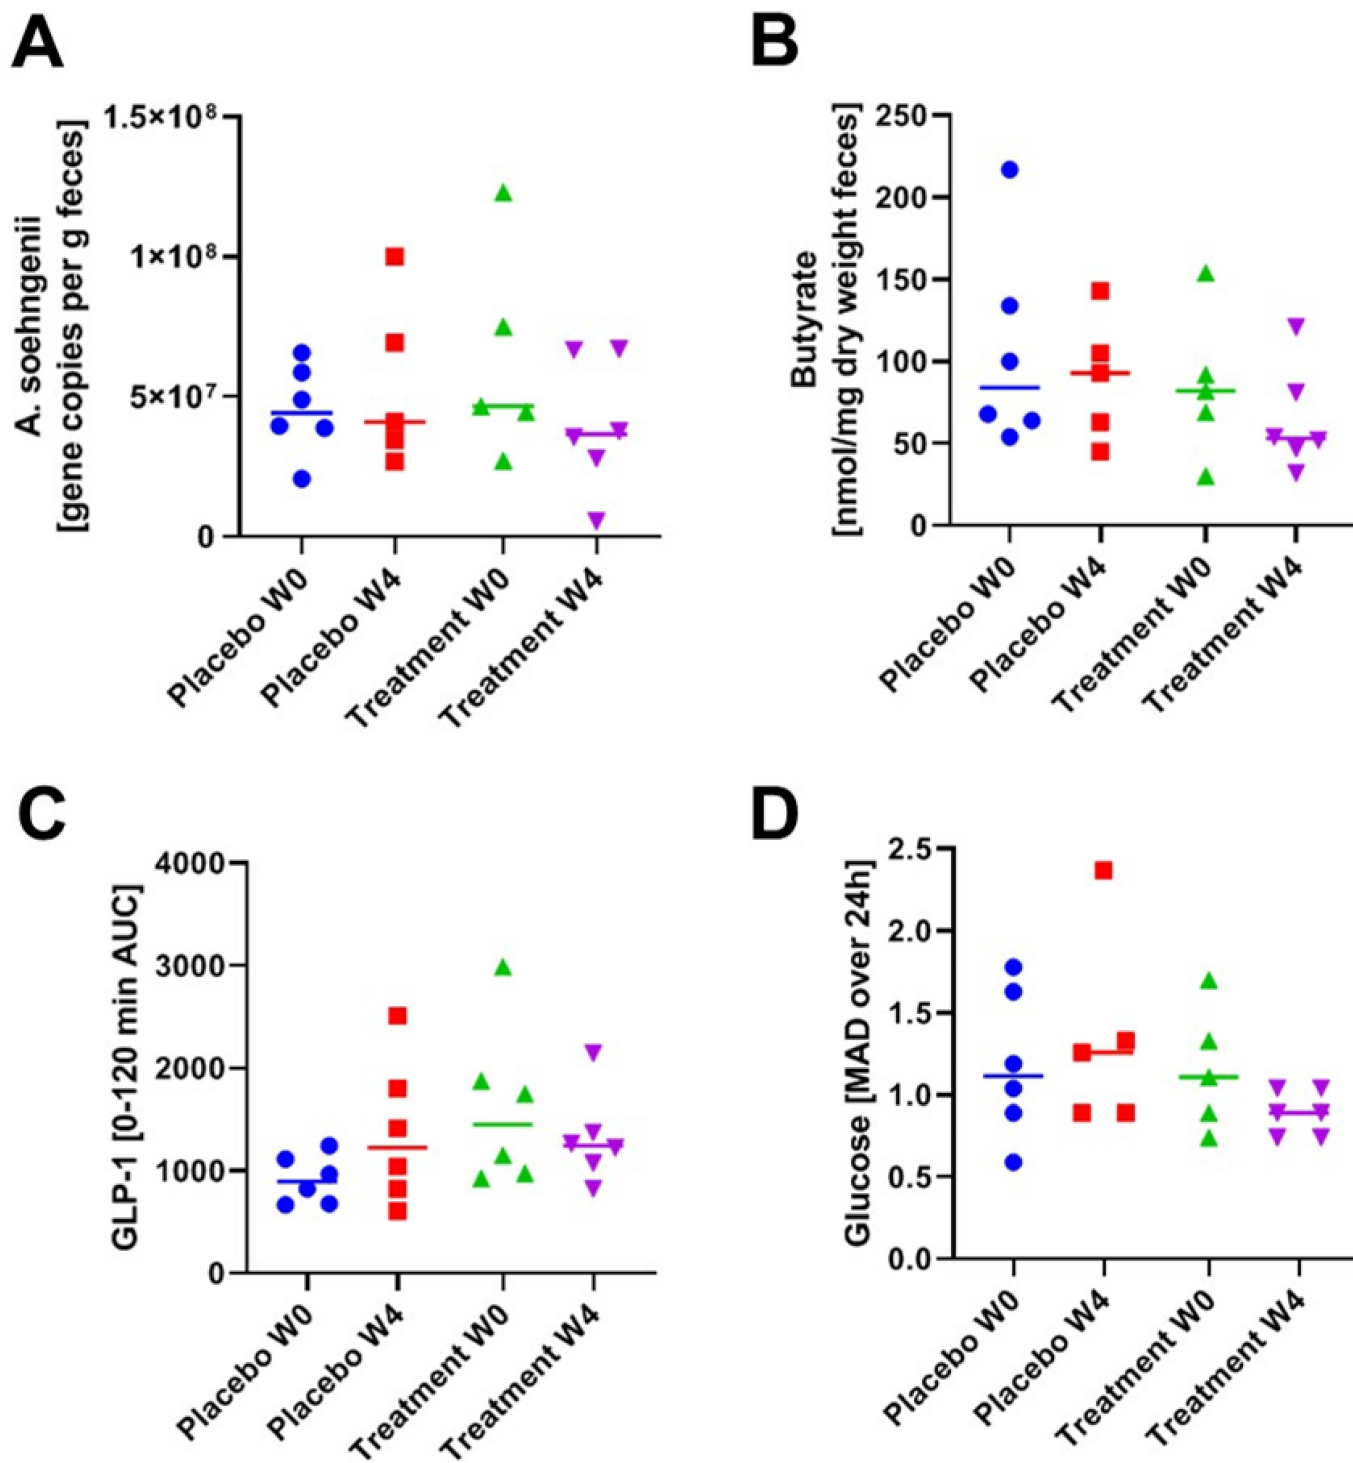 A
A. soehngenii
[gene copies per g feces]
1.5×10⁸
1×10⁸
5×10⁷
0
Placebo W0
Placebo W4
Treatment W0
Treatment W4
B
Butyrate
[nmol/mg dry weight feces]
250
200
150
100
50
0
Placebo W0
Placebo W4
Treatment W0
Treatment W4
C
GLP-1 [0-120 min AUC]
4000
3000
2000
1000
0
Placebo W0
Placebo W4
Treatment W0
Treatment W4
D
Glucose [MAD over 24h]
2.5
2.0
1.5
1.0
0.5
0.0
Placebo W0
Placebo W4
Treatment W0
Treatment W4